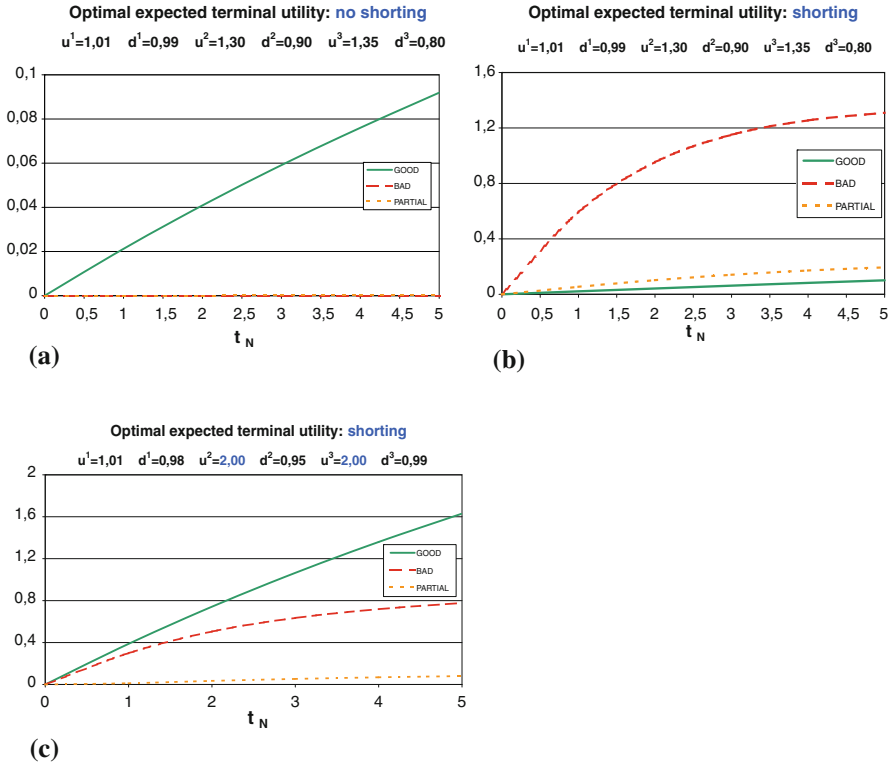 Optimal expected terminal utility: no shorting
u¹=1,01 d¹=0,99 u²=1,30 d²=0,90 u³=1,35 d³=0,80
0,1
0,08
0,06
0,04
0,02
0
GOOD
BAD
PARTIAL
0 0,5 1 1,5 2 2,5 3 3,5 4 4,5 5
t N
(a)
Optimal expected terminal utility: shorting
u¹=1,01 d¹=0,99 u²=1,30 d²=0,90 u³=1,35 d³=0,80
1,6
1,2
0,8
0,4
0
GOOD
BAD
PARTIAL
0 0,5 1 1,5 2 2,5 3 3,5 4 4,5 5
t N
(b)
Optimal expected terminal utility: shorting
u¹=1,01 d¹=0,98 u²=2,00 d²=0,95 u³=2,00 d³=0,99
2
1,6
1,2
0,8
0,4
0
GOOD
BAD
PARTIAL
0 1 2 3 4 5
t N
(c)